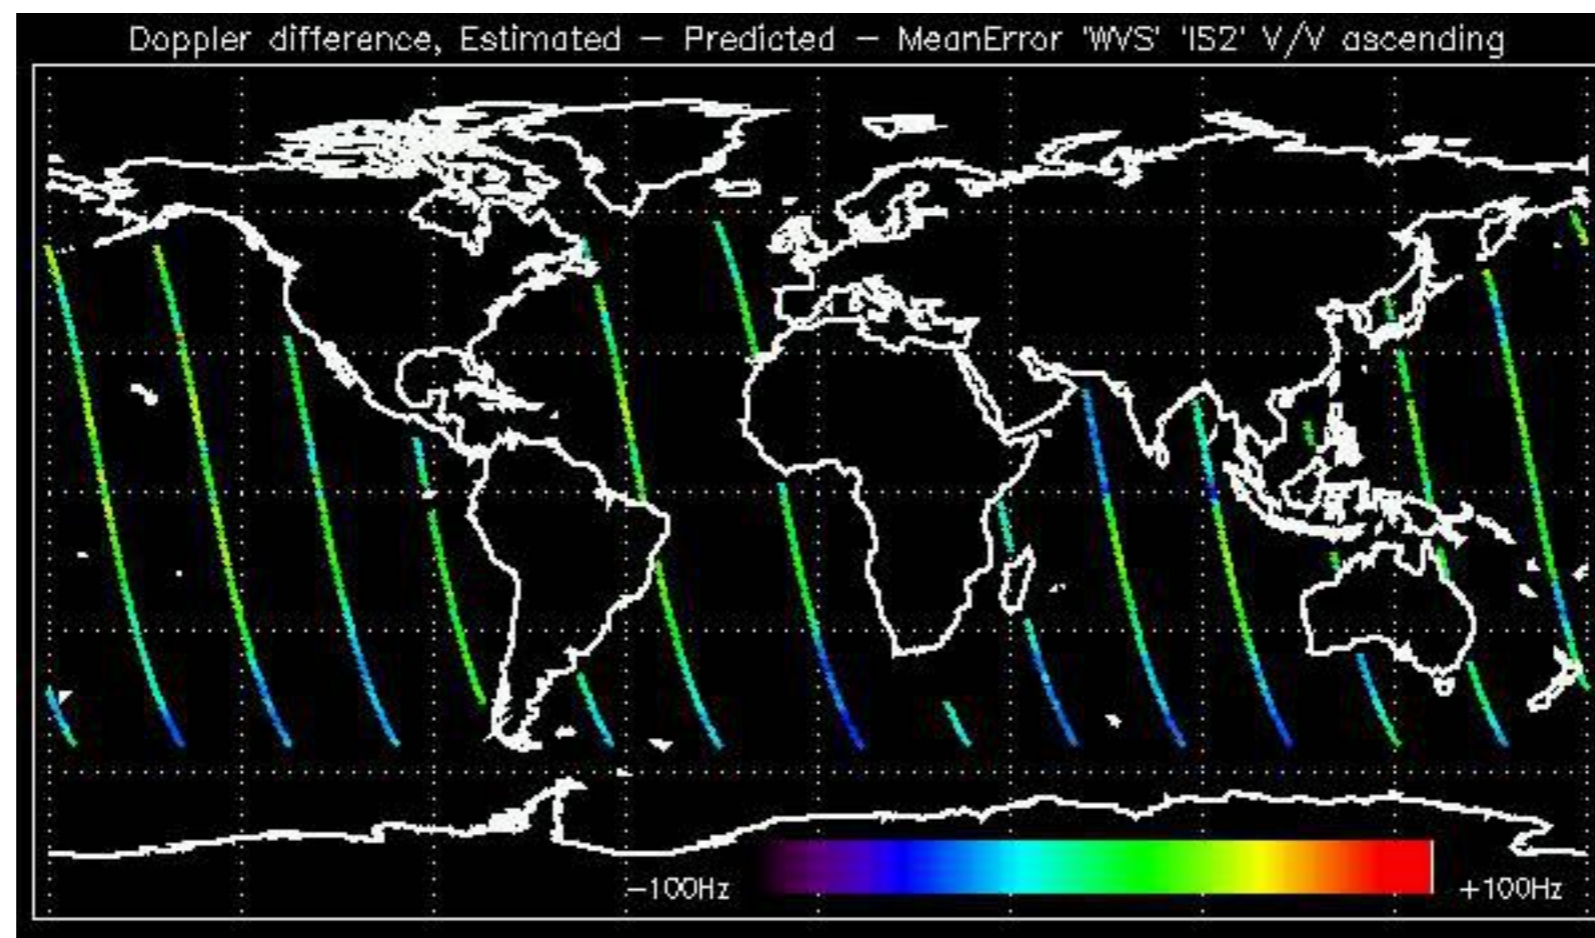 Doppler difference, Estimated – Predicted – MeanError 'WVS' 'IS2' V/V ascending
–100Hz +100Hz